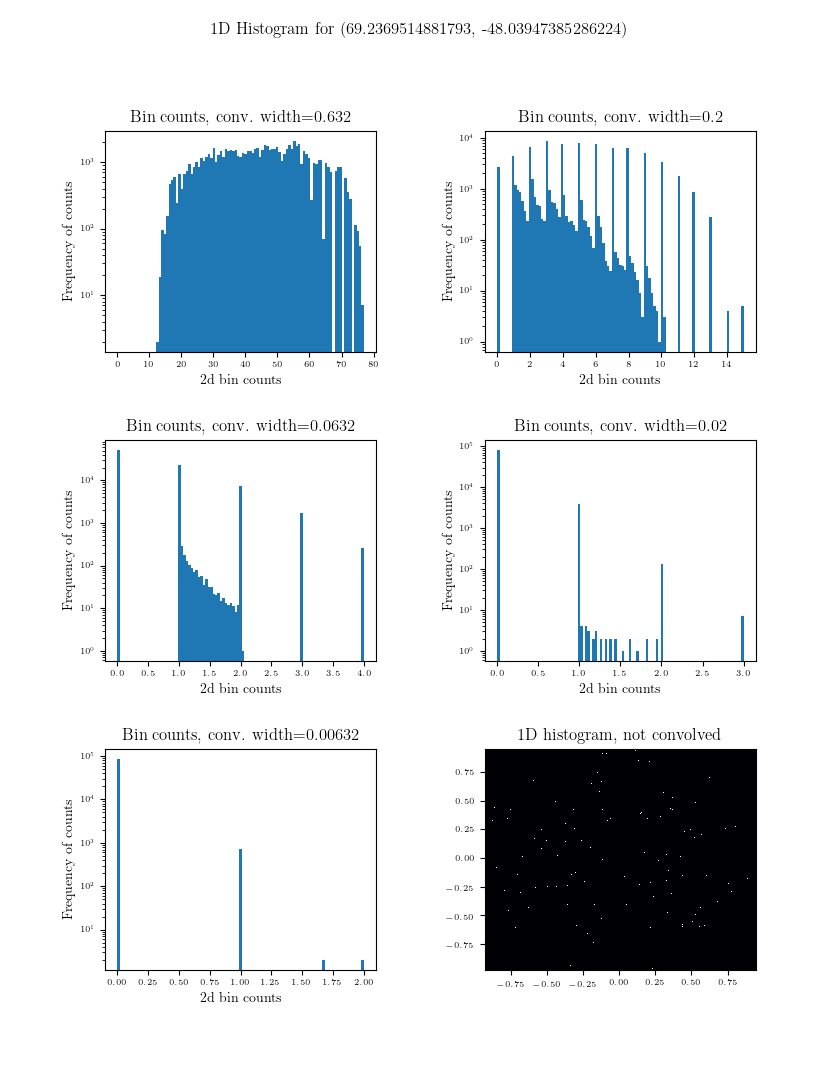 1D Histogram for (69.2369514881793, -48.03947385286224)
Bin counts, conv. width=0.632
Frequency of counts
10³
10²
10¹
0 10 20 30 40 50 60 70 80
2d bin counts
Bin counts, conv. width=0.2
Frequency of counts
10⁴
10³
10²
10¹
10⁰
0 2 4 6 8 10 12 14
2d bin counts
Bin counts, conv. width=0.0632
Frequency of counts
10⁴
10³
10²
10¹
10⁰
0.0 0.5 1.0 1.5 2.0 2.5 3.0 3.5 4.0
2d bin counts
Bin counts, conv. width=0.02
Frequency of counts
10⁵
10⁴
10³
10²
10¹
10⁰
0.0 0.5 1.0 1.5 2.0 2.5 3.0
2d bin counts
Bin counts, conv. width=0.00632
Frequency of counts
10⁵
10⁴
10³
10²
10¹
0.00 0.25 0.50 0.75 1.00 1.25 1.50 1.75 2.00
2d bin counts
1D histogram, not convolved
0.75
0.50
0.25
0.00
−0.25
−0.50
−0.75
−0.75 −0.50 −0.25 0.00 0.25 0.50 0.75